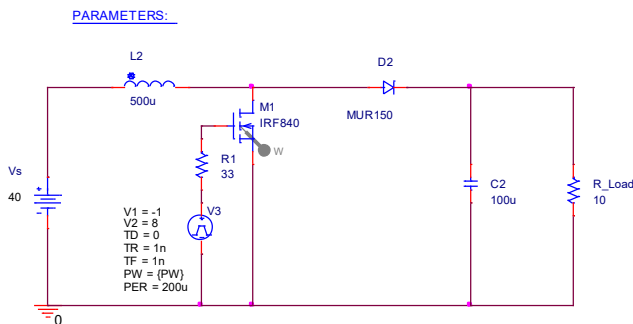 PARAMETERS:
L2
500u
D2
MUR150
M1
IRF840
W
R1
33
Vs
40
V3
V1 = -1
V2 = 8
TD = 0
TR = 1n
TF = 1n
PW = {PW}
PER = 200u
C2
100u
R_Load
10
0